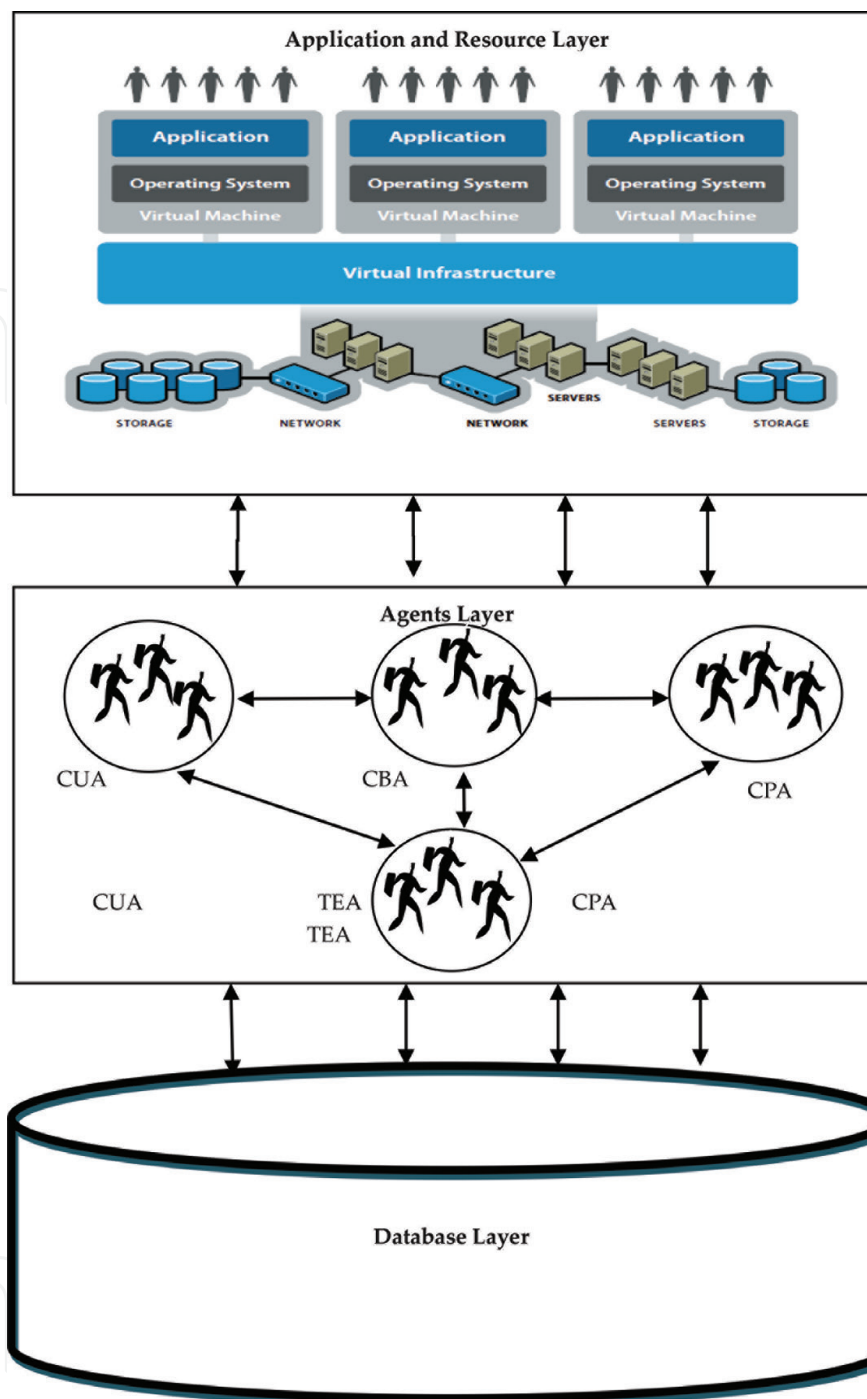 Application and Resource Layer
Application Application Application
Operating System Operating System Operating System
Virtual Machine Virtual Machine Virtual Machine
Virtual Infrastructure
SERVERS
STORAGE NETWORK NETWORK SERVERS STORAGE
Agents Layer
CUA CBA CPA
CUA TEA CPA
TEA
Database Layer